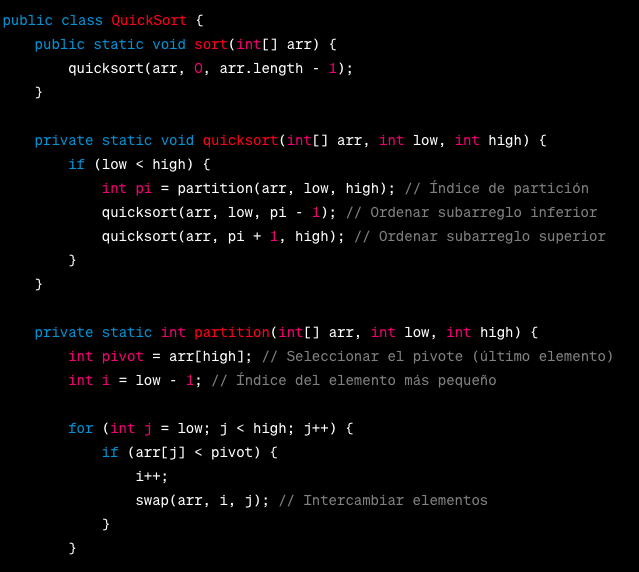 public class QuickSort {
    public static void sort(int[] arr) {
        quicksort(arr, 0, arr.length - 1);
    }

    private static void quicksort(int[] arr, int low, int high) {
        if (low < high) {
            int pi = partition(arr, low, high); // Índice de partición
            quicksort(arr, low, pi - 1); // Ordenar subarreglo inferior
            quicksort(arr, pi + 1, high); // Ordenar subarreglo superior
        }
    }

    private static int partition(int[] arr, int low, int high) {
        int pivot = arr[high]; // Seleccionar el pivote (último elemento)
        int i = low - 1; // Índice del elemento más pequeño

        for (int j = low; j < high; j++) {
            if (arr[j] < pivot) {
                i++;
                swap(arr, i, j); // Intercambiar elementos
            }
        }